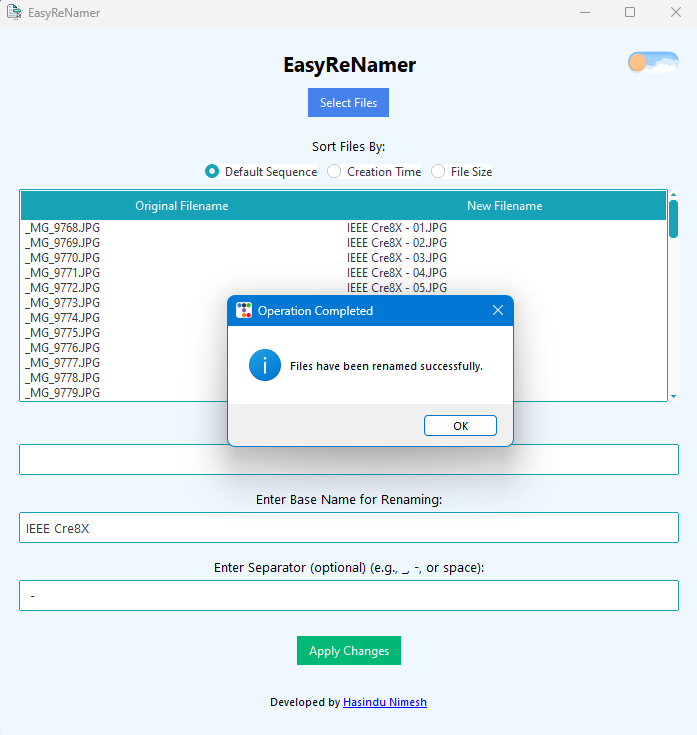 EasyReNamer
EasyReNamer
Select Files
Sort Files By:
Default Sequence Creation Time File Size
Original Filename New Filename
_MG_9768.JPG IEEE Cre8X - 01.JPG
_MG_9769.JPG IEEE Cre8X - 02.JPG
_MG_9770.JPG IEEE Cre8X - 03.JPG
_MG_9771.JPG IEEE Cre8X - 04.JPG
_MG_9772.JPG IEEE Cre8X - 05.JPG
_MG_9773.JPG
_MG_9774.JPG
_MG_9775.JPG
_MG_9776.JPG
_MG_9777.JPG
_MG_9778.JPG
_MG_9779.JPG
Operation Completed
Files have been renamed successfully.
OK
Enter Base Name for Renaming:
IEEE Cre8X
Enter Separator (optional) (e.g., _, -, or space):
-
Apply Changes
Developed by Hasindu Nimesh